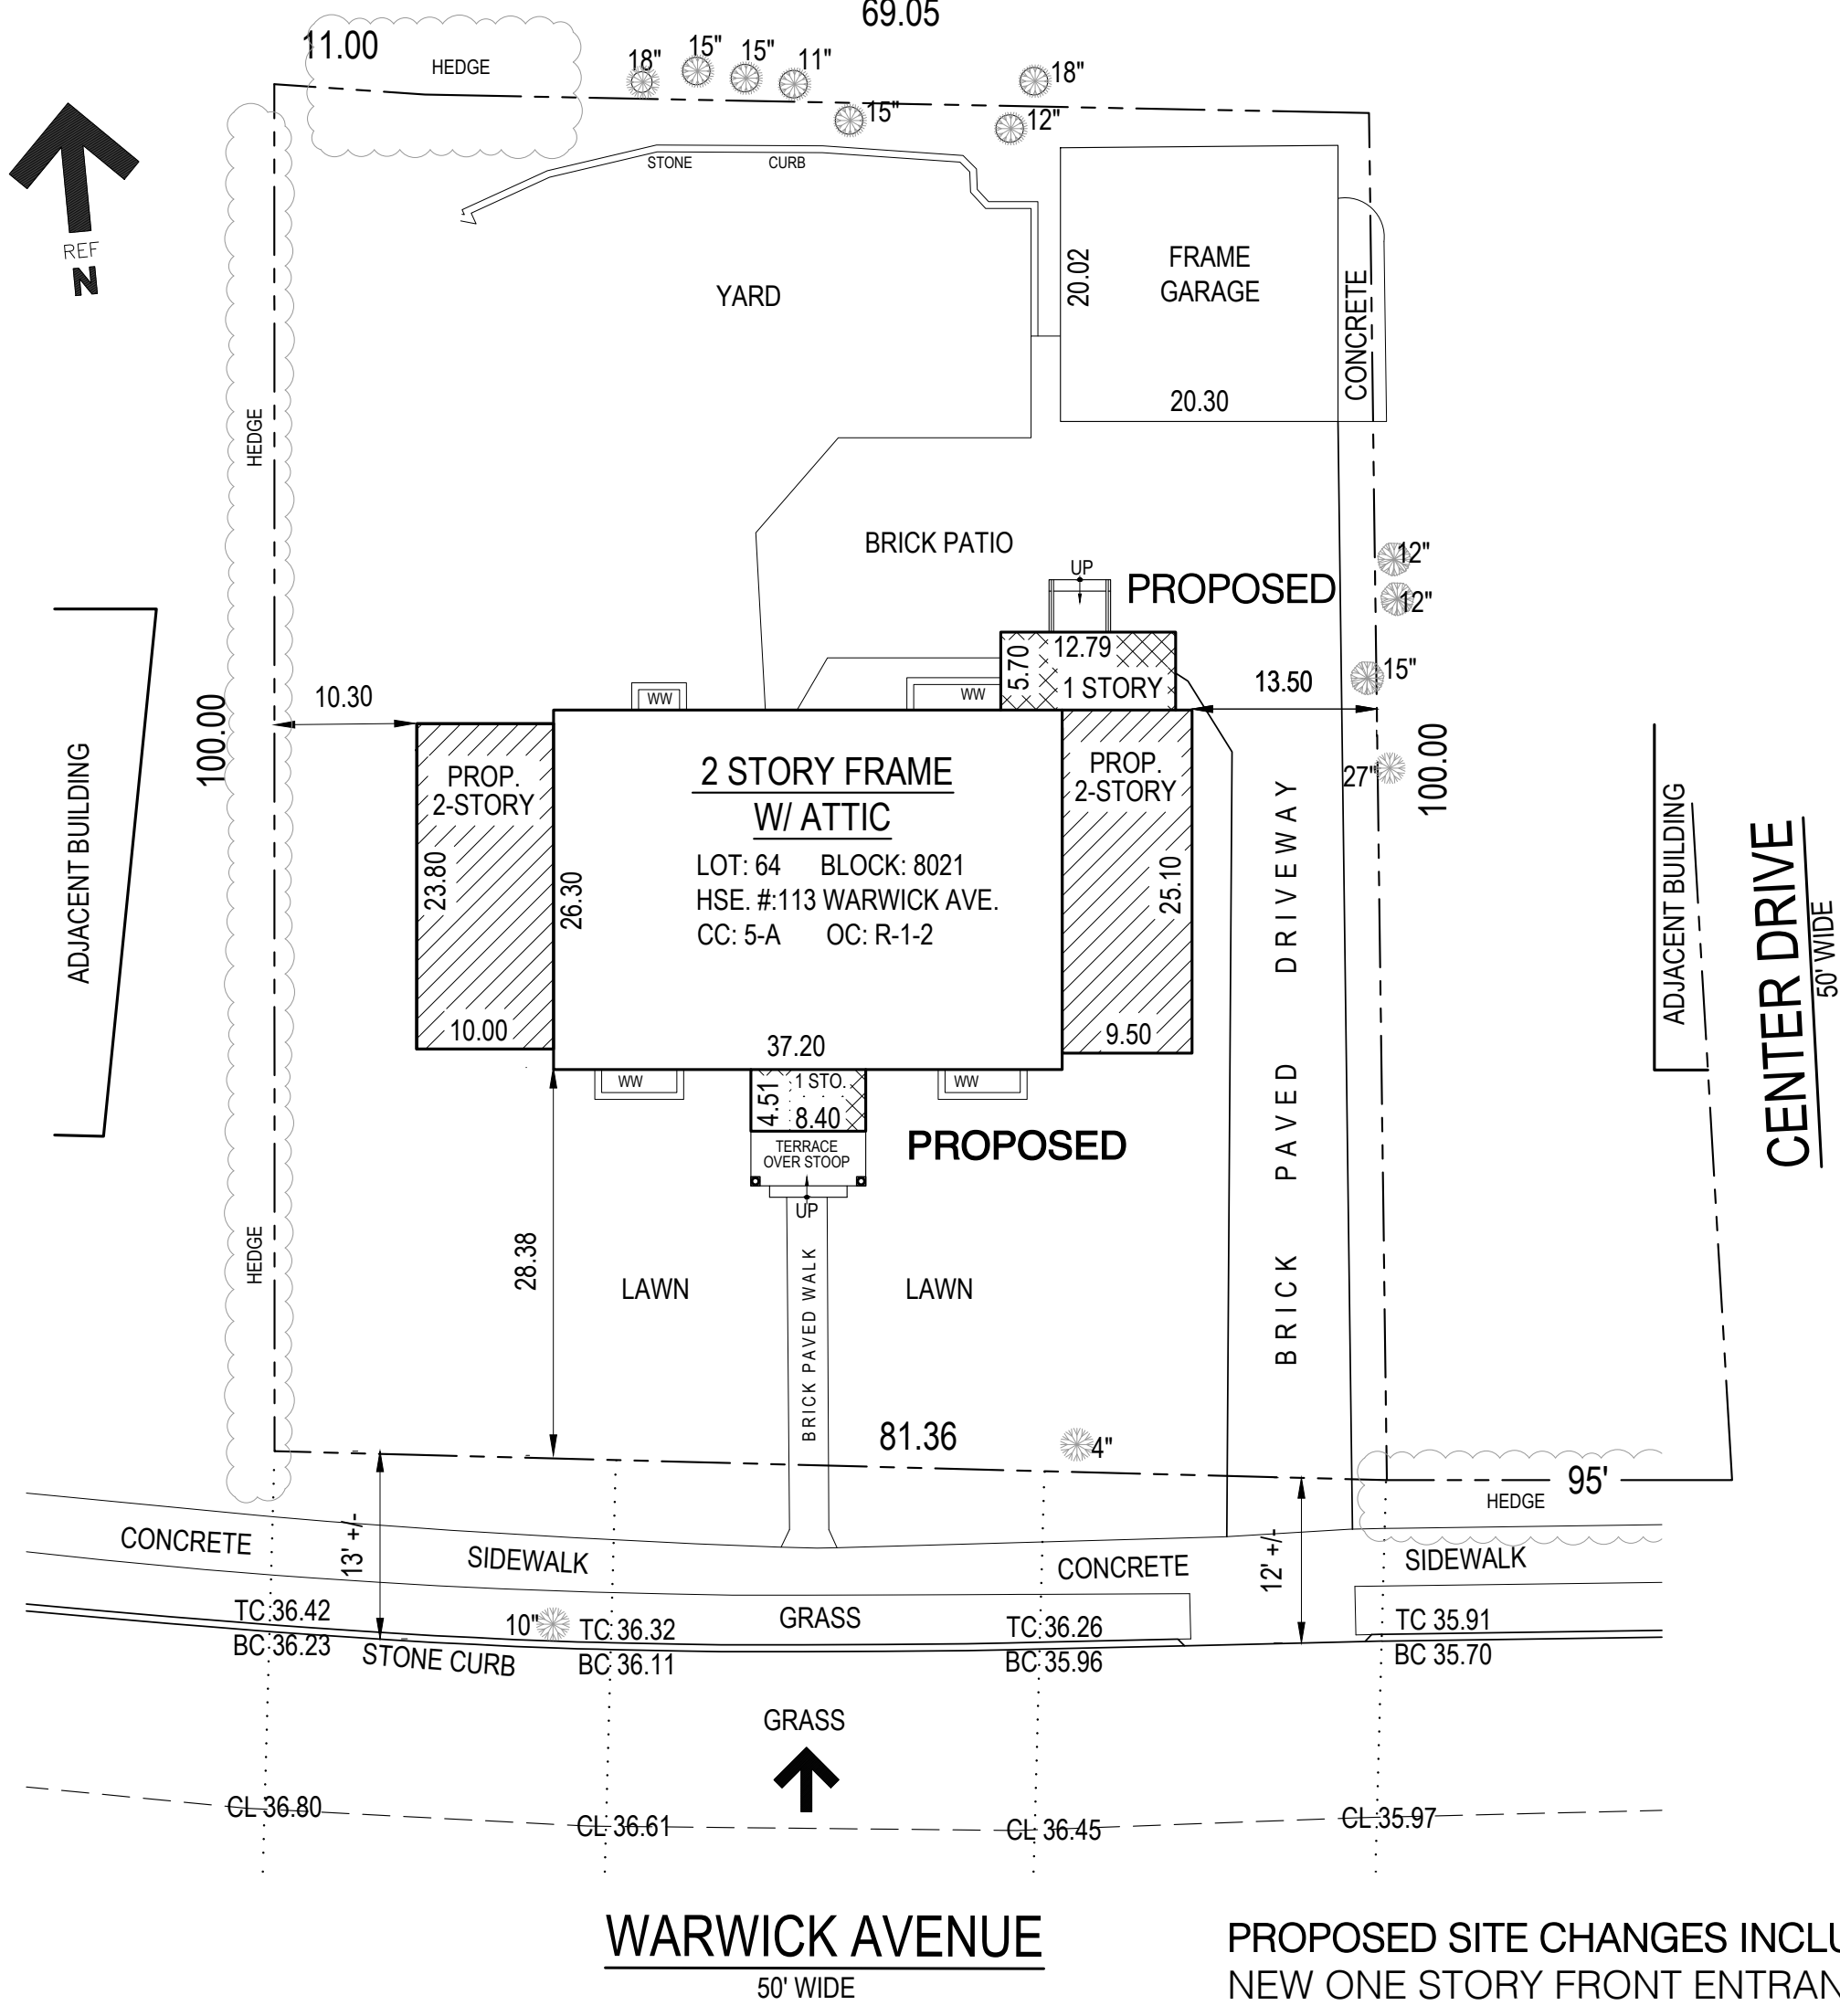 69.05
11.00
HEDGE
18"
15"
15"
11"
18"
15"
12"
STONE CURB
REF
N
YARD
20.02
FRAME
GARAGE
CONCRETE
20.30
HEDGE
BRICK PATIO
UP
PROPOSED
12"
12"
5.70
12.79
1 STORY
13.50
15"
10.30
WW
WW
100.00
ADJACENT BUILDING
PROP.
2-STORY
23.80
10.00
26.30
2 STORY FRAME
W/ ATTIC
LOT: 64 BLOCK: 8021
HSE. #:113 WARWICK AVE.
CC: 5-A OC: R-1-2
37.20
PROP.
2-STORY
25.10
9.50
27"
100.00
ADJACENT BUILDING
CENTER DRIVE
50' WIDE
BRICK PAVED DRIVEWAY
WW
4.51
1 STO.
8.40
WW
TERRACE
OVER STOOP
PROPOSED
UP
HEDGE
28.38
LAWN
BRICK PAVED WALK
LAWN
81.36
4"
95'
HEDGE
CONCRETE
13' +/-
SIDEWALK
CONCRETE
12' +/-
SIDEWALK
TC 36.42
BC 36.23
STONE CURB
10"
TC 36.32
BC 36.11
GRASS
TC 36.26
BC 35.96
TC 35.91
BC 35.70
GRASS
CL 36.80
CL 36.61
CL 36.45
CL 35.97
WARWICK AVENUE
50' WIDE
PROPOSED SITE CHANGES INCLU
NEW ONE STORY FRONT ENTRAN